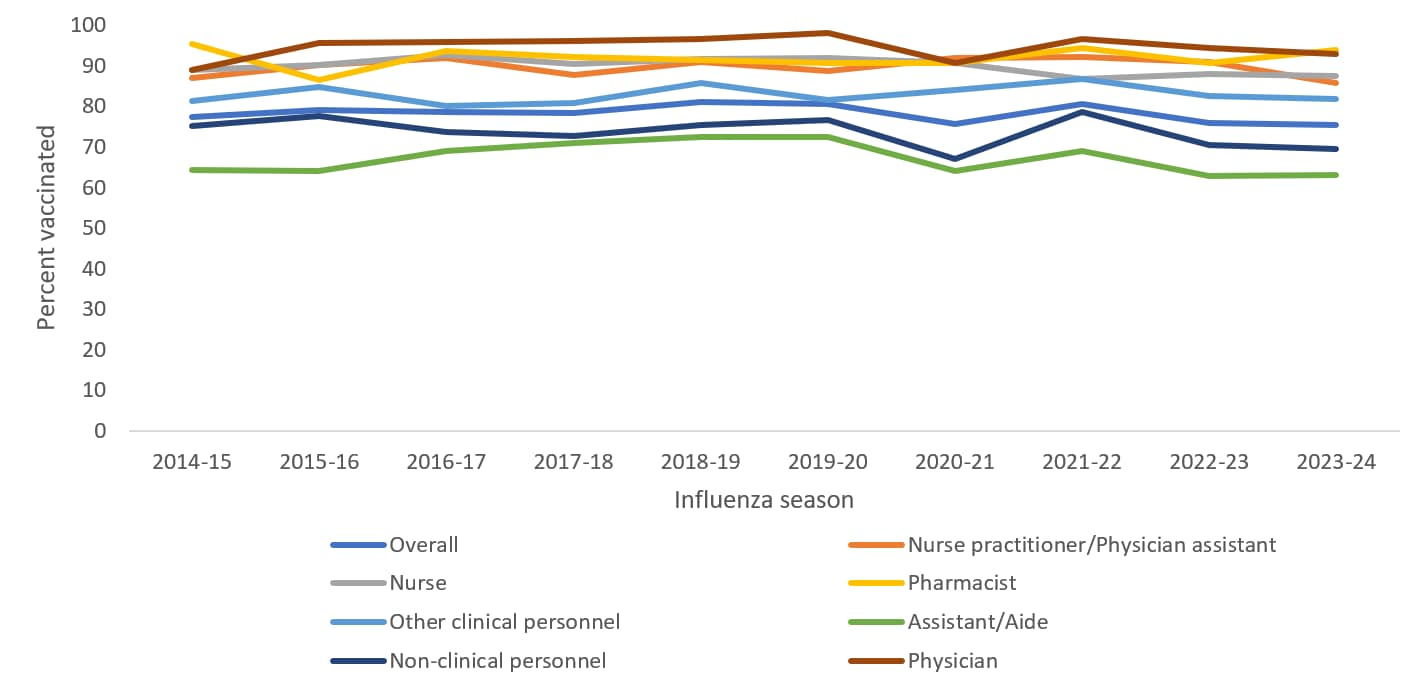 100
90
80
70
60
50
40
30
20
10
0
Percent vaccinated
2014-15 2015-16 2016-17 2017-18 2018-19 2019-20 2020-21 2021-22 2022-23 2023-24
Influenza season
Overall Nurse practitioner/Physician assistant
Nurse Pharmacist
Other clinical personnel Assistant/Aide
Non-clinical personnel Physician